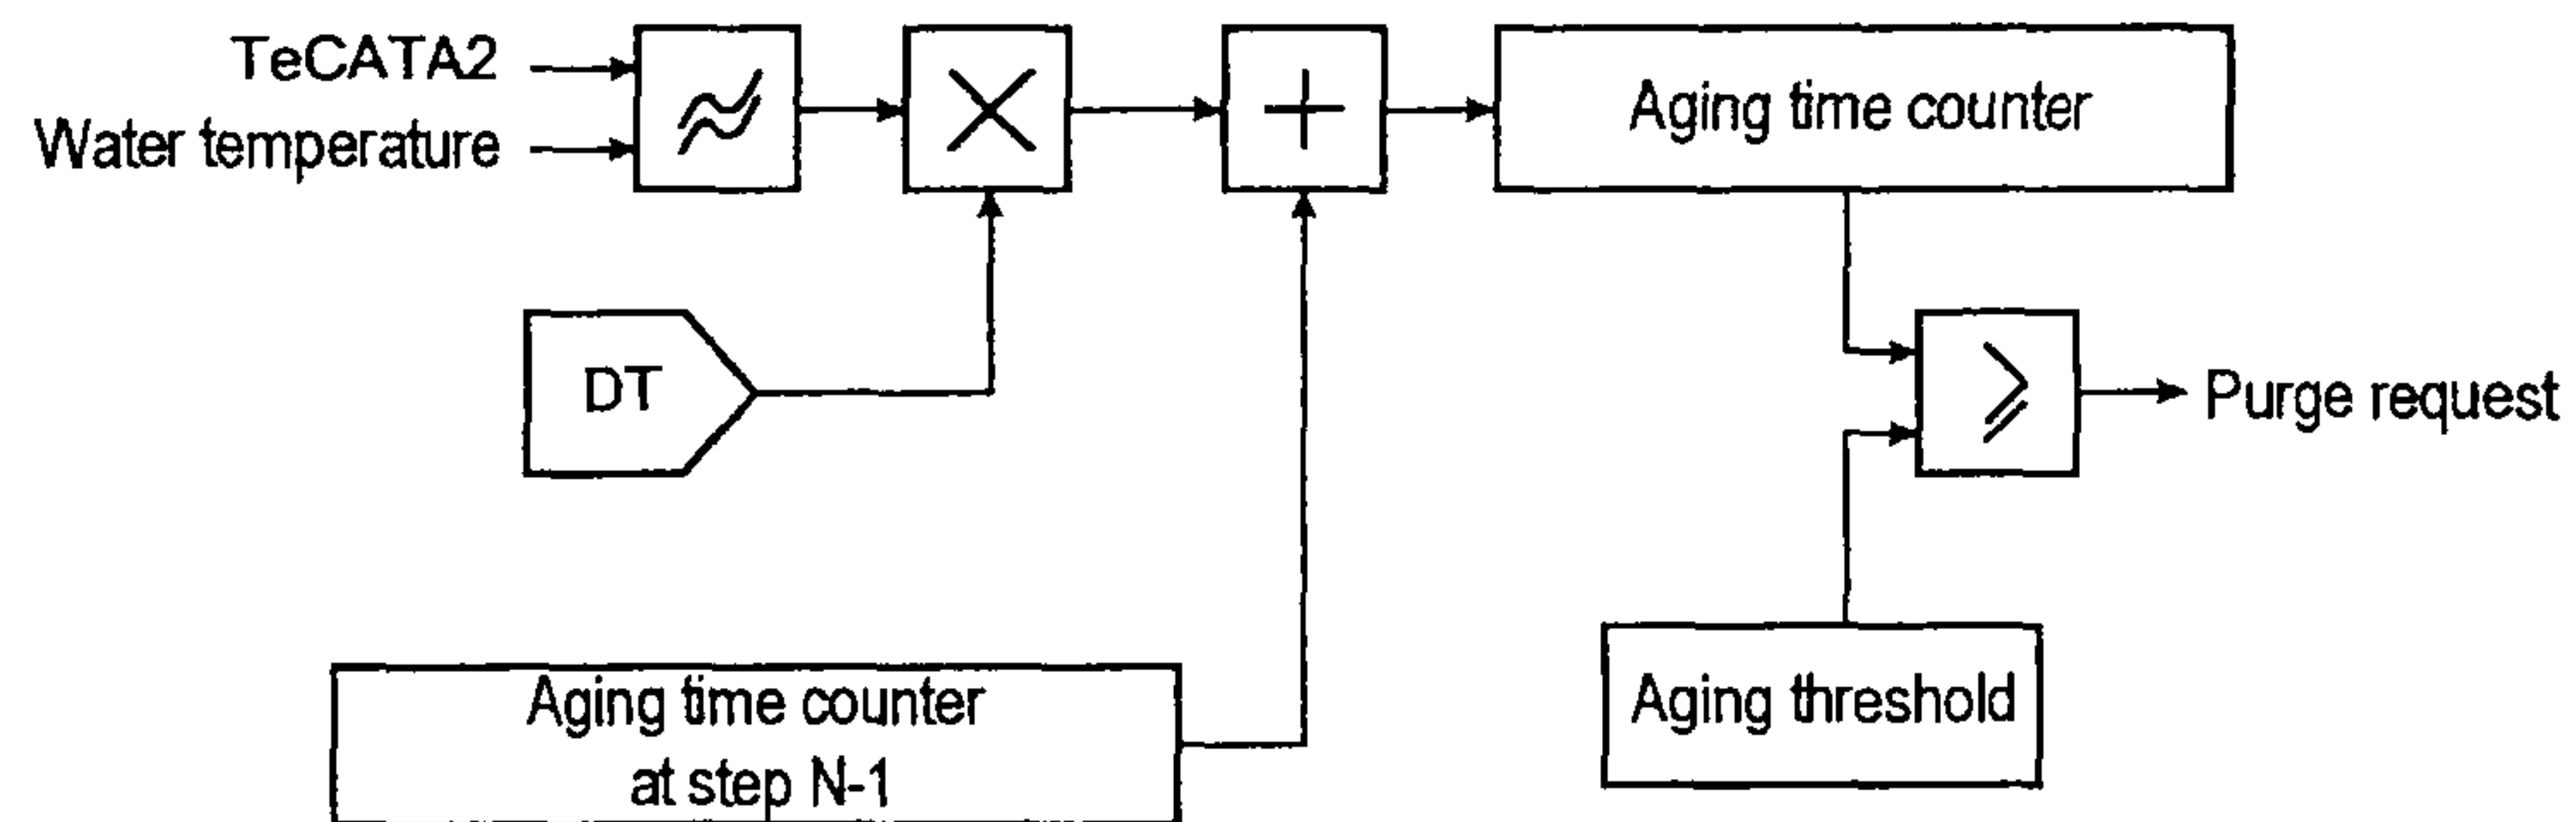 TeCATA2
Water temperature
Aging time counter
DT
Purge request
Aging time counter
at step N-1
Aging threshold